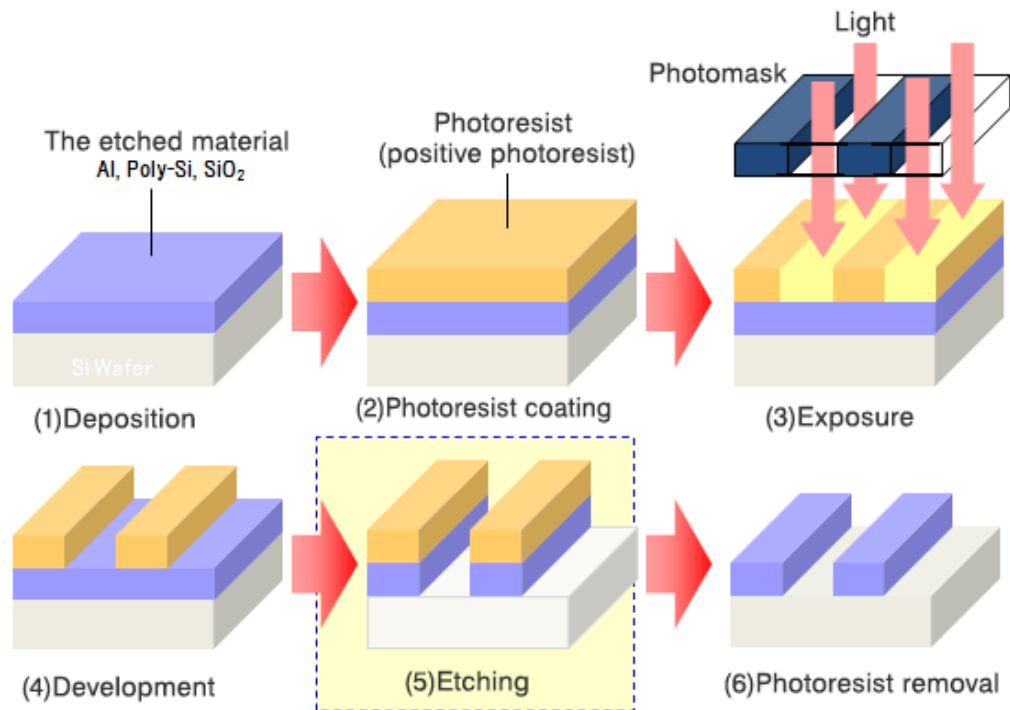 Light
Photomask
The etched material
Al, Poly-Si, SiO₂
Photoresist
(positive photoresist)
Si Wafer
(1)Deposition
(2)Photoresist coating
(3)Exposure
(4)Development
(5)Etching
(6)Photoresist removal